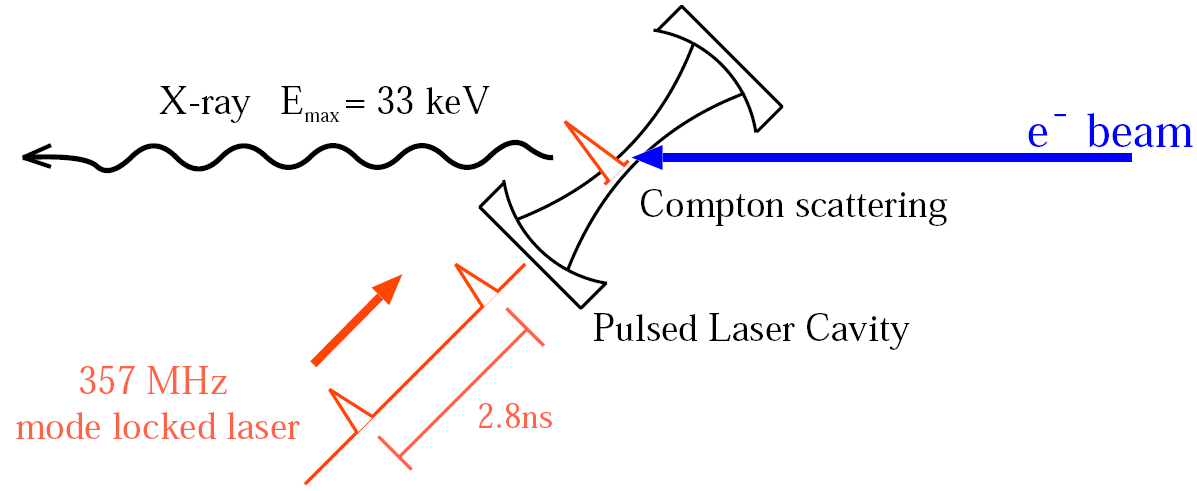 X-ray Emax = 33 keV
e⁻ beam
Compton scattering
Pulsed Laser Cavity
357 MHz
mode locked laser
2.8ns